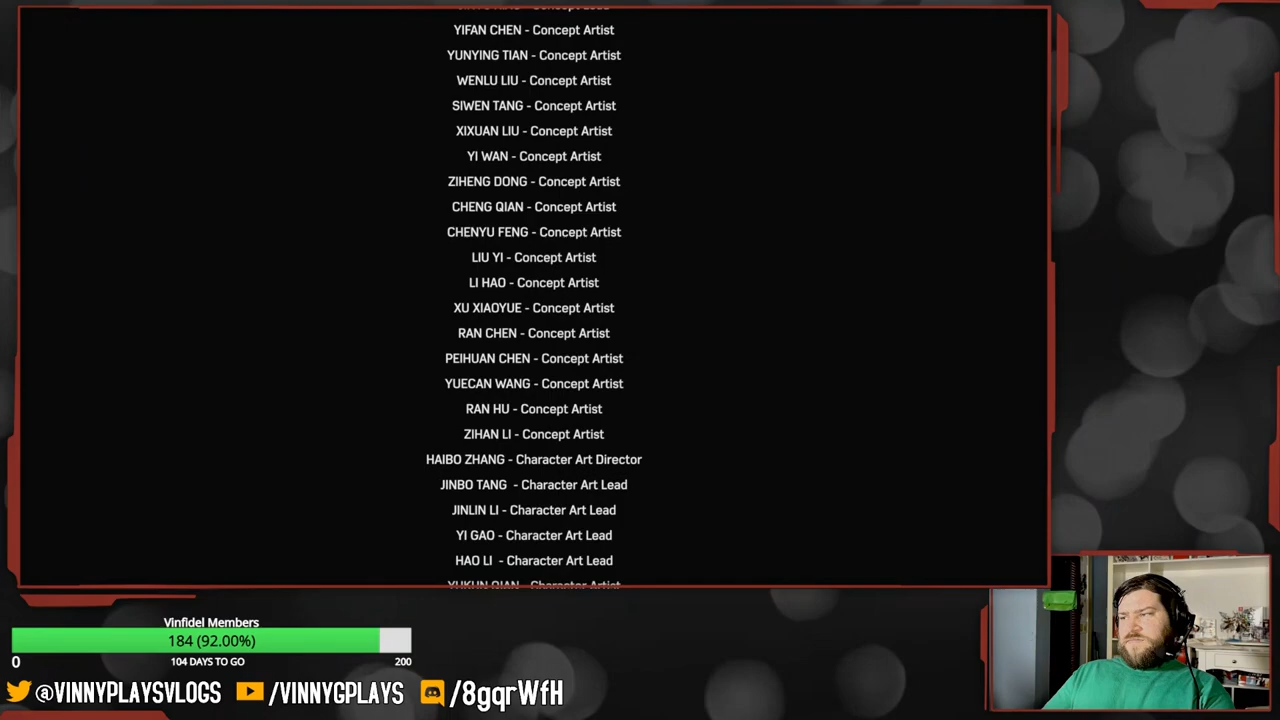 YIFAN CHEN - Concept Artist
YUNYING TIAN - Concept Artist
WENLU LIU - Concept Artist
SIWEN TANG - Concept Artist
XIXUAN LIU - Concept Artist
YI WAN - Concept Artist
ZIHENG DONG - Concept Artist
CHENG QIAN - Concept Artist
CHENYU FENG - Concept Artist
LIU YI - Concept Artist
LI HAO - Concept Artist
XU XIAOYUE - Concept Artist
RAN CHEN - Concept Artist
PEIHUAN CHEN - Concept Artist
YUECAN WANG - Concept Artist
RAN HU - Concept Artist
ZIHAN LI - Concept Artist
HAIBO ZHANG - Character Art Director
JINBO TANG - Character Art Lead
JINLIN LI - Character Art Lead
YI GAO - Character Art Lead
HAO LI - Character Art Lead
Vinfidel Members
184 (92.00%)
0 104 DAYS TO GO 200
@VINNYPLAYSVLOGS /VINNYGPLAYS /8gqrWfH